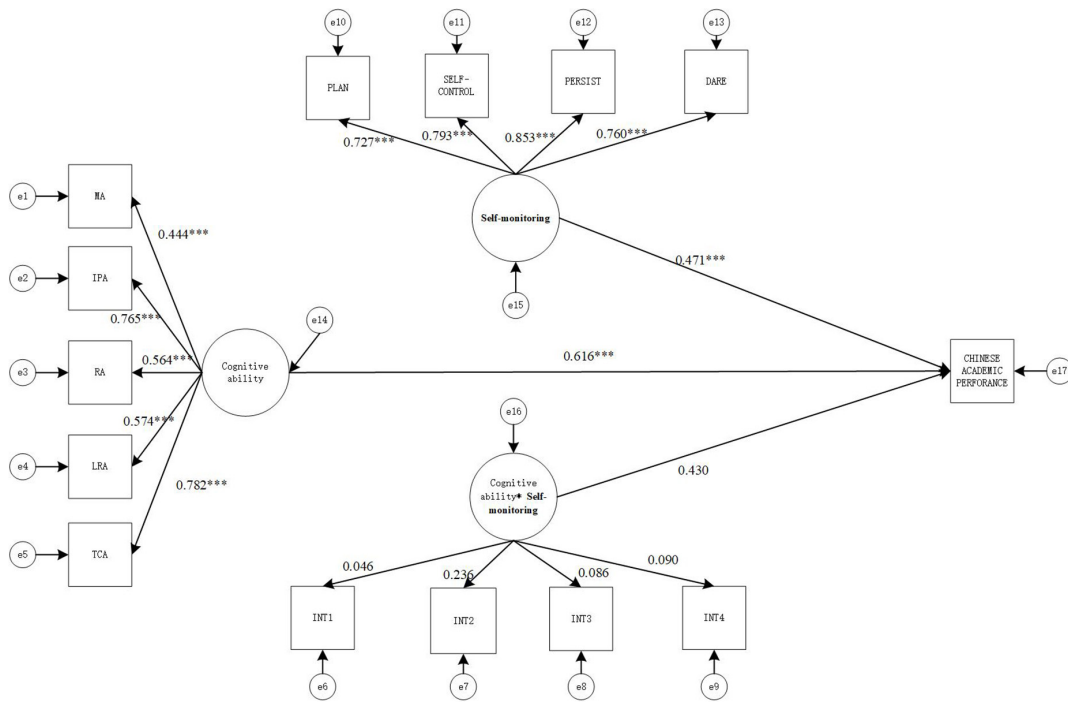 e10
e11
e12
e13
PLAN
SELF-
CONTROL
PERSIST
DARE
0.727***
0.793***
0.853***
0.760***
e1
MA
Self-monitoring
0.444***
0.471***
e2
IPA
e15
0.765***
e14
e3
RA
0.564***
Cognitive
ability
0.616***
CHINESE
ACADEMIC
PERFORANCE
e17
0.574***
e16
e4
LRA
0.430
0.782***
Cognitive
ability* Self-
monitoring
e5
TCA
0.046
0.236
0.086
0.090
INT1
INT2
INT3
INT4
e6
e7
e8
e9